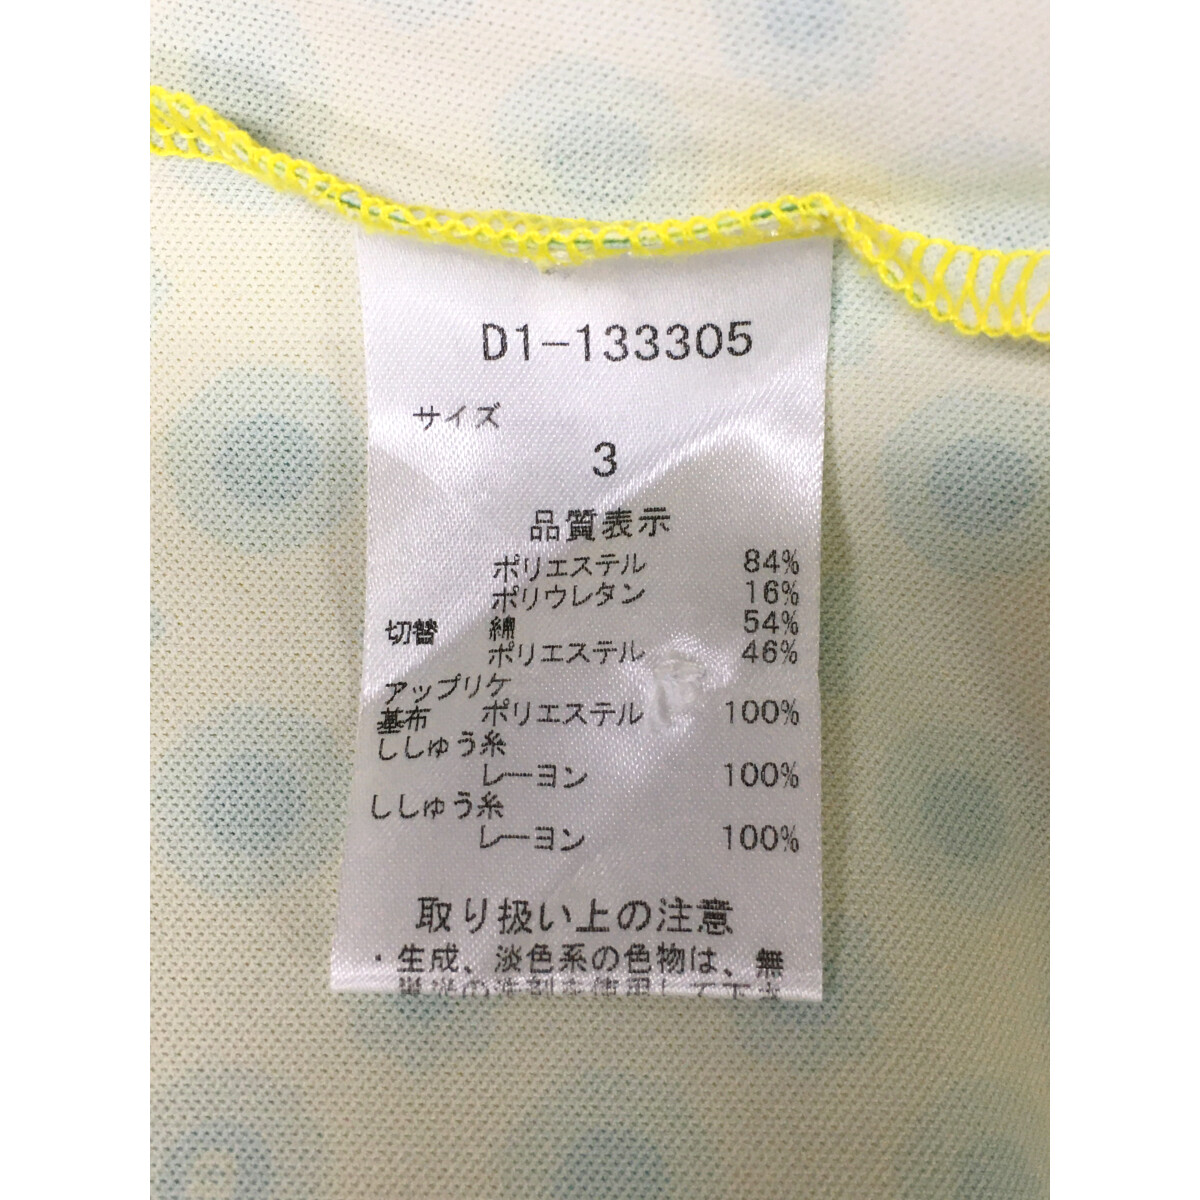 D1-133305
サイズ
3
品質表示
ポリエステル 84%
ポリウレタン 16%
切替 綿 54%
ポリエステル 46%
アップリケ
基布 ポリエステル 100%
ししゅう糸
レーヨン 100%
ししゅう糸
レーヨン 100%
取り扱い上の注意
・生成、淡色系の色物は、無